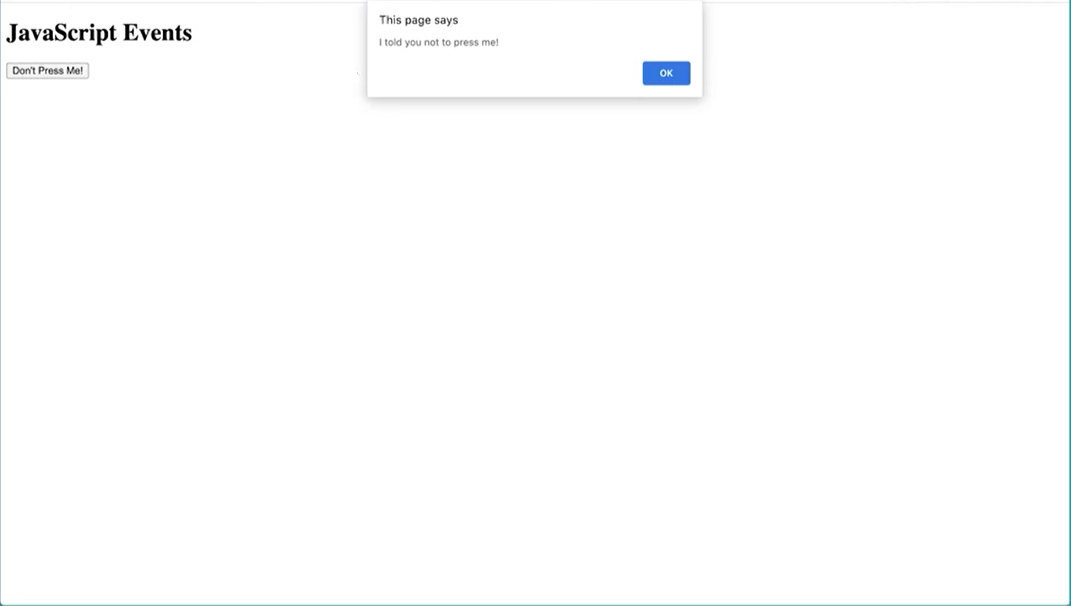 JavaScript Events
Don't Press Me!
This page says
I told you not to press me!
OK